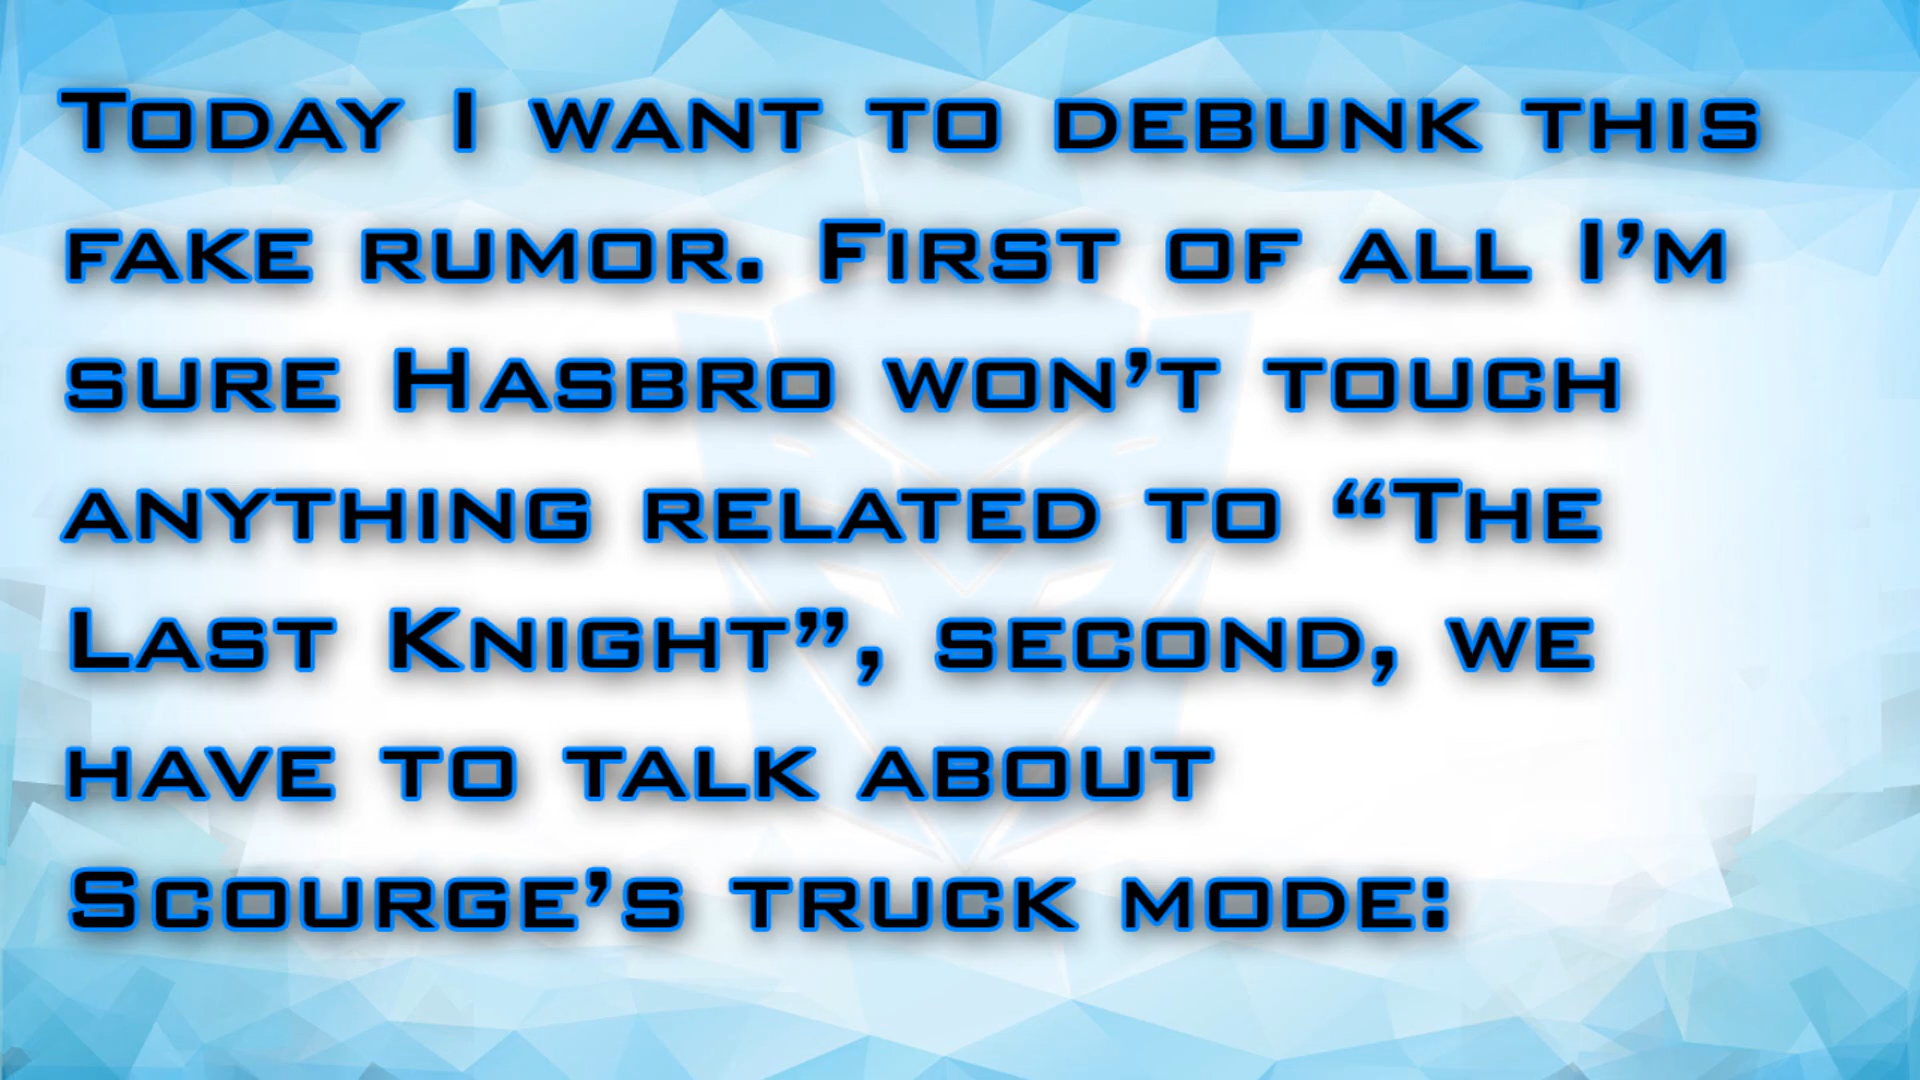 Today I want to debunk this
fake rumor. First of all I’m
sure Hasbro won’t touch
anything related to “The
Last Knight”, second, we
have to talk about
Scourge’s truck mode: